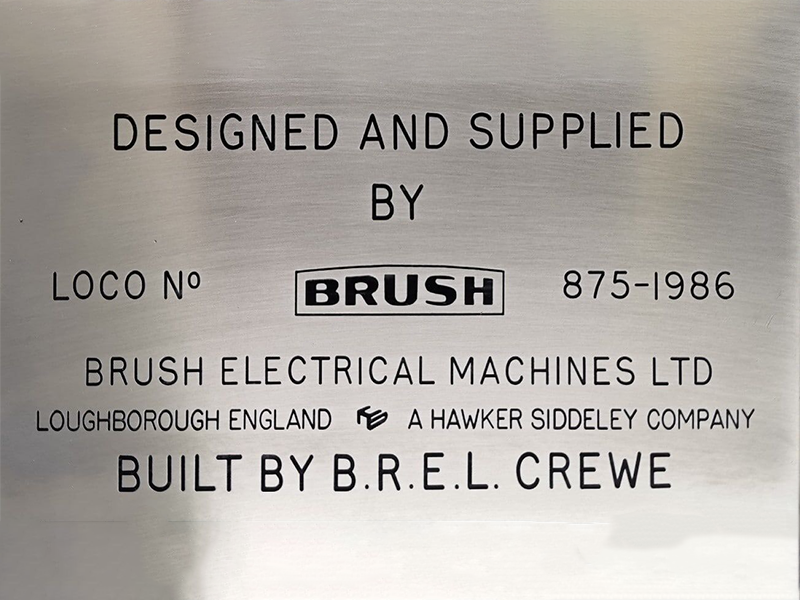 DESIGNED AND SUPPLIED
BY
LOCO Nº BRUSH 875-1986
BRUSH ELECTRICAL MACHINES LTD
LOUGHBOROUGH ENGLAND A HAWKER SIDDELEY COMPANY
BUILT BY B.R.E.L. CREWE